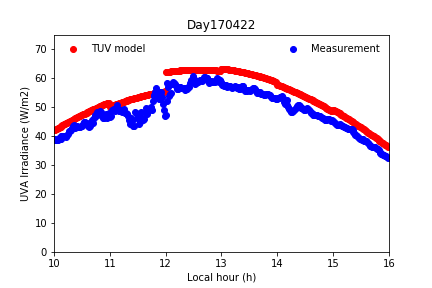 Day170422
TUV model
Measurement
UVA Irradiance (W/m2)
70
60
50
40
30
20
10
0
10 11 12 13 14 15 16
Local hour (h)